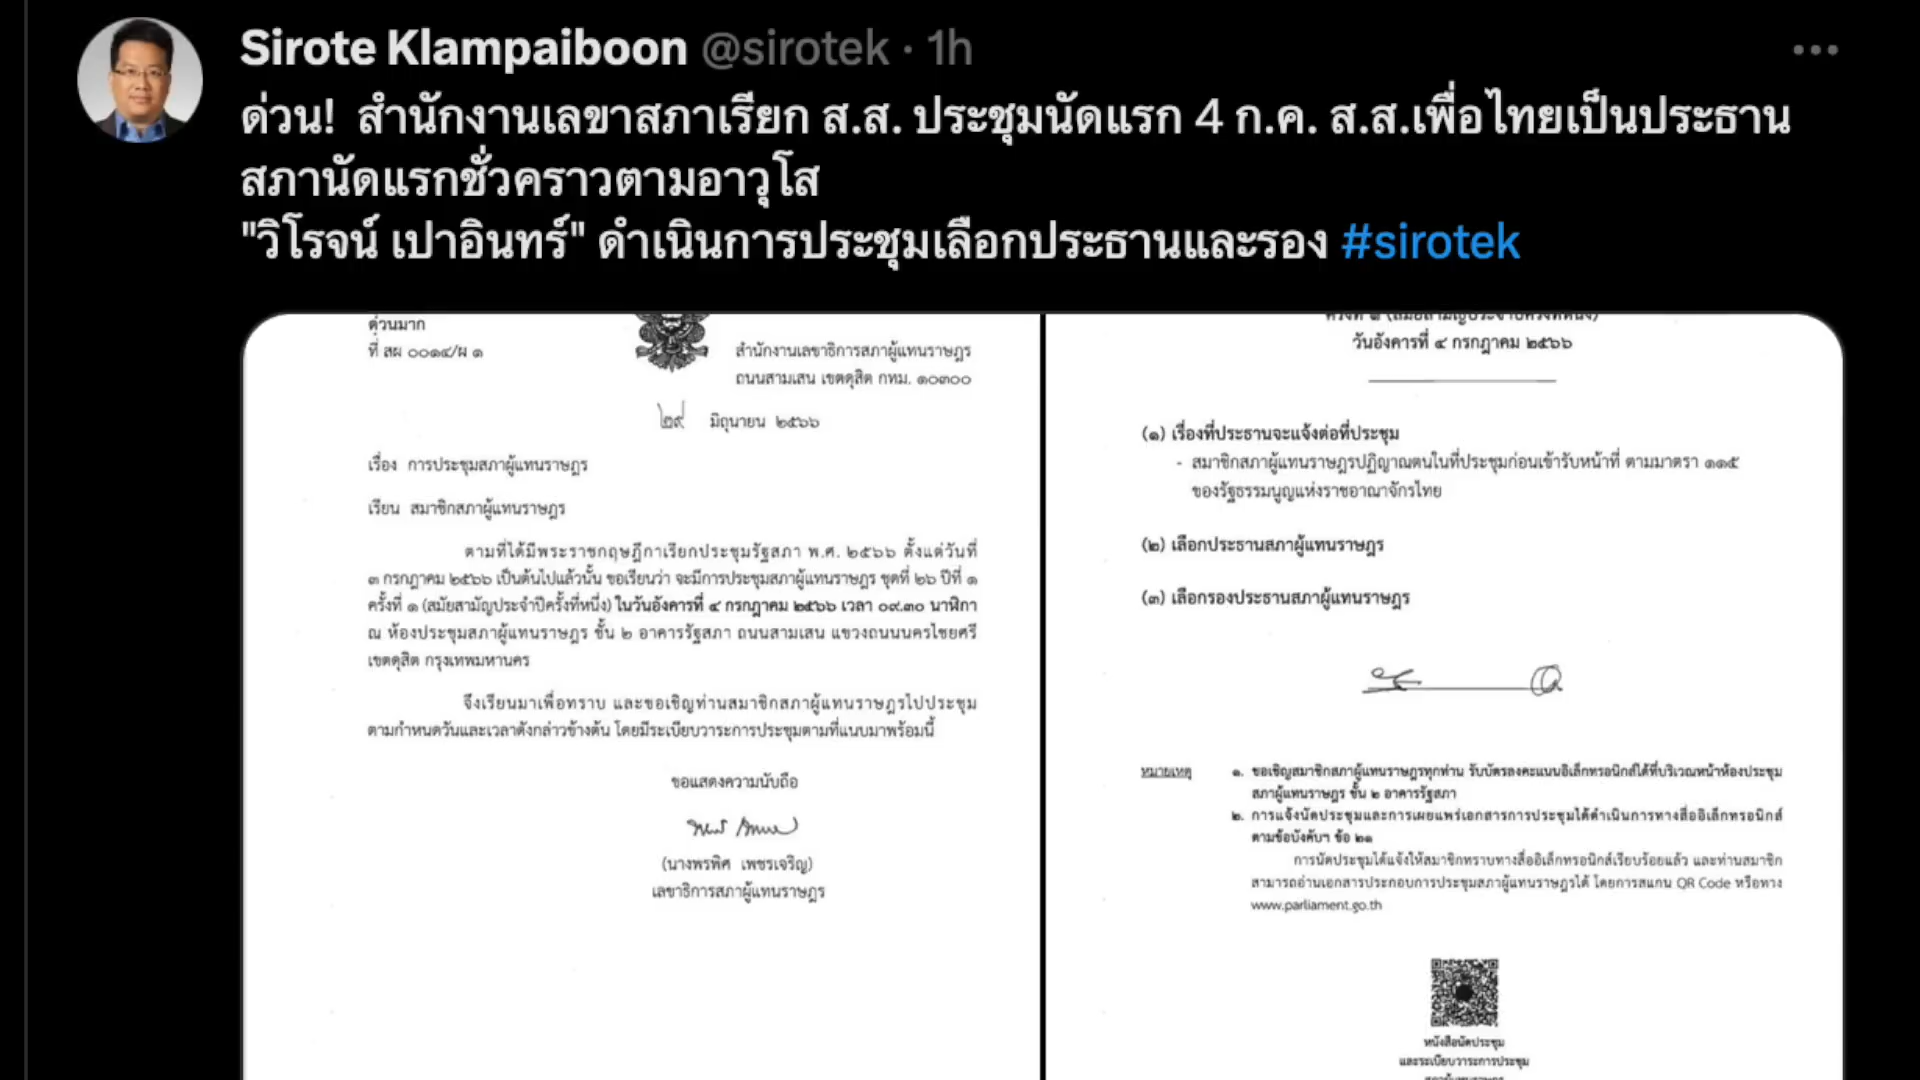 Sirote Klampaiboon @sirotek · 1h
ด่วน! สำนักงานเลขาสภาเรียก ส.ส. ประชุมนัดแรก 4 ก.ค. ส.ส.เพื่อไทยเป็นประธาน
สภานัดแรกชั่วคราวตามอาวุโส
"วิโรจน์ เปาอินทร์" ดำเนินการประชุมเลือกประธานและรอง #sirotek
ด่วนมาก
ที่ สผ ๐๐๑๔/ผ ๑
สำนักงานเลขาธิการสภาผู้แทนราษฎร
ถนนสามเสน เขตดุสิต กทม. ๑๐๓๐๐
๒๙ มิถุนายน ๒๕๖๖
เรื่อง การประชุมสภาผู้แทนราษฎร
เรียน สมาชิกสภาผู้แทนราษฎร
ตามที่ได้มีพระราชกฤษฎีกาเรียกประชุมรัฐสภา พ.ศ. ๒๕๖๖ ตั้งแต่วันที่
๓ กรกฎาคม ๒๕๖๖ เป็นต้นไปแล้วนั้น ขอเรียนว่า จะมีการประชุมสภาผู้แทนราษฎร ชุดที่ ๒๖ ปีที่ ๑
ครั้งที่ ๑ (สมัยสามัญประจำปีครั้งที่หนึ่ง) ในวันอังคารที่ ๔ กรกฎาคม ๒๕๖๖ เวลา ๐๙.๓๐ นาฬิกา
ณ ห้องประชุมสภาผู้แทนราษฎร ชั้น ๒ อาคารรัฐสภา ถนนสามเสน แขวงถนนนครไชยศรี
เขตดุสิต กรุงเทพมหานคร
จึงเรียนมาเพื่อทราบ และขอเชิญท่านสมาชิกสภาผู้แทนราษฎรไปประชุม
ตามกำหนดวันและเวลาดังกล่าวข้างต้น โดยมีระเบียบวาระการประชุมตามที่แนบมาพร้อมนี้
ขอแสดงความนับถือ
(นางพรพิศ เพชรเจริญ)
เลขาธิการสภาผู้แทนราษฎร
ครั้งที่ ๑ (สมัยสามัญประจำปีครั้งที่หนึ่ง)
วันอังคารที่ ๔ กรกฎาคม ๒๕๖๖
(๑) เรื่องที่ประธานจะแจ้งต่อที่ประชุม
- สมาชิกสภาผู้แทนราษฎรปฏิญาณตนในที่ประชุมก่อนเข้ารับหน้าที่ ตามมาตรา ๑๑๕
ของรัฐธรรมนูญแห่งราชอาณาจักรไทย
(๒) เลือกประธานสภาผู้แทนราษฎร
(๓) เลือกรองประธานสภาผู้แทนราษฎร
หมายเหตุ ๑. ขอเชิญสมาชิกสภาผู้แทนราษฎรทุกท่าน รับบัตรลงคะแนนอิเล็กทรอนิกส์ได้ที่บริเวณหน้าห้องประชุม
สภาผู้แทนราษฎร ชั้น ๒ อาคารรัฐสภา
๒. การแจ้งนัดประชุมและการเผยแพร่เอกสารการประชุมได้ดำเนินการทางสื่ออิเล็กทรอนิกส์
ตามข้อบังคับฯ ข้อ ๒๑
การนัดประชุมได้แจ้งให้สมาชิกทราบทางสื่ออิเล็กทรอนิกส์เรียบร้อยแล้ว และท่านสมาชิก
สามารถอ่านเอกสารประกอบการประชุมสภาผู้แทนราษฎรได้ โดยการสแกน QR Code หรือทาง
www.parliament.go.th
หนังสือนัดประชุม
และระเบียบวาระการประชุม